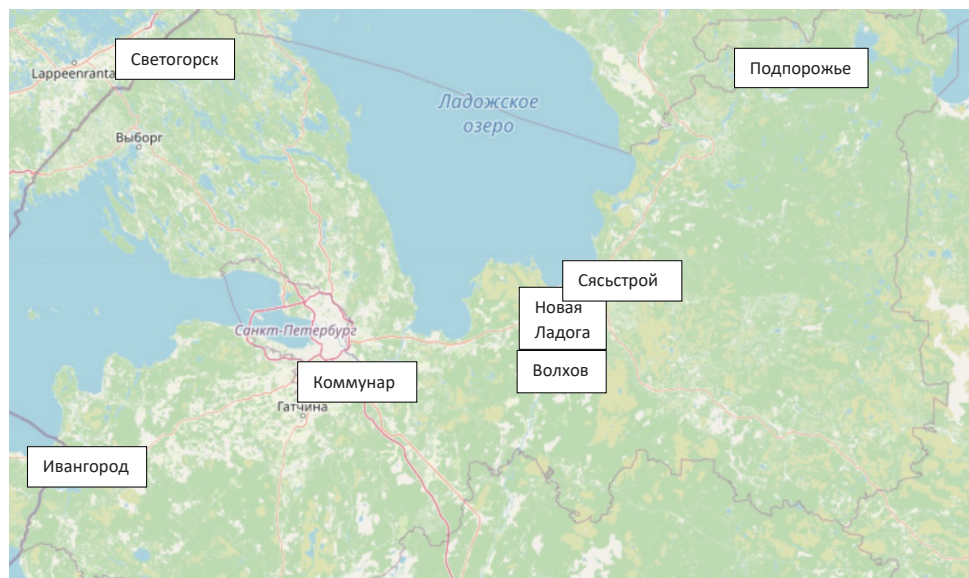 Светогорск
Подпорожье
Lappeenranta
Ладожское
озеро
Выборг
Сясьстрой
Новая
Ладога
Санкт-Петербург
Волхов
Коммунар
Гатчина
Ивангород